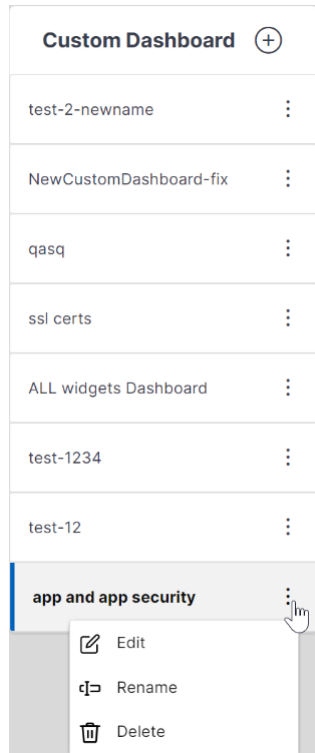 Custom Dashboard
test-2-newname
NewCustomDashboard-fix
qasq
ssl certs
ALL widgets Dashboard
test-1234
test-12
app and app security
Edit
Rename
Delete